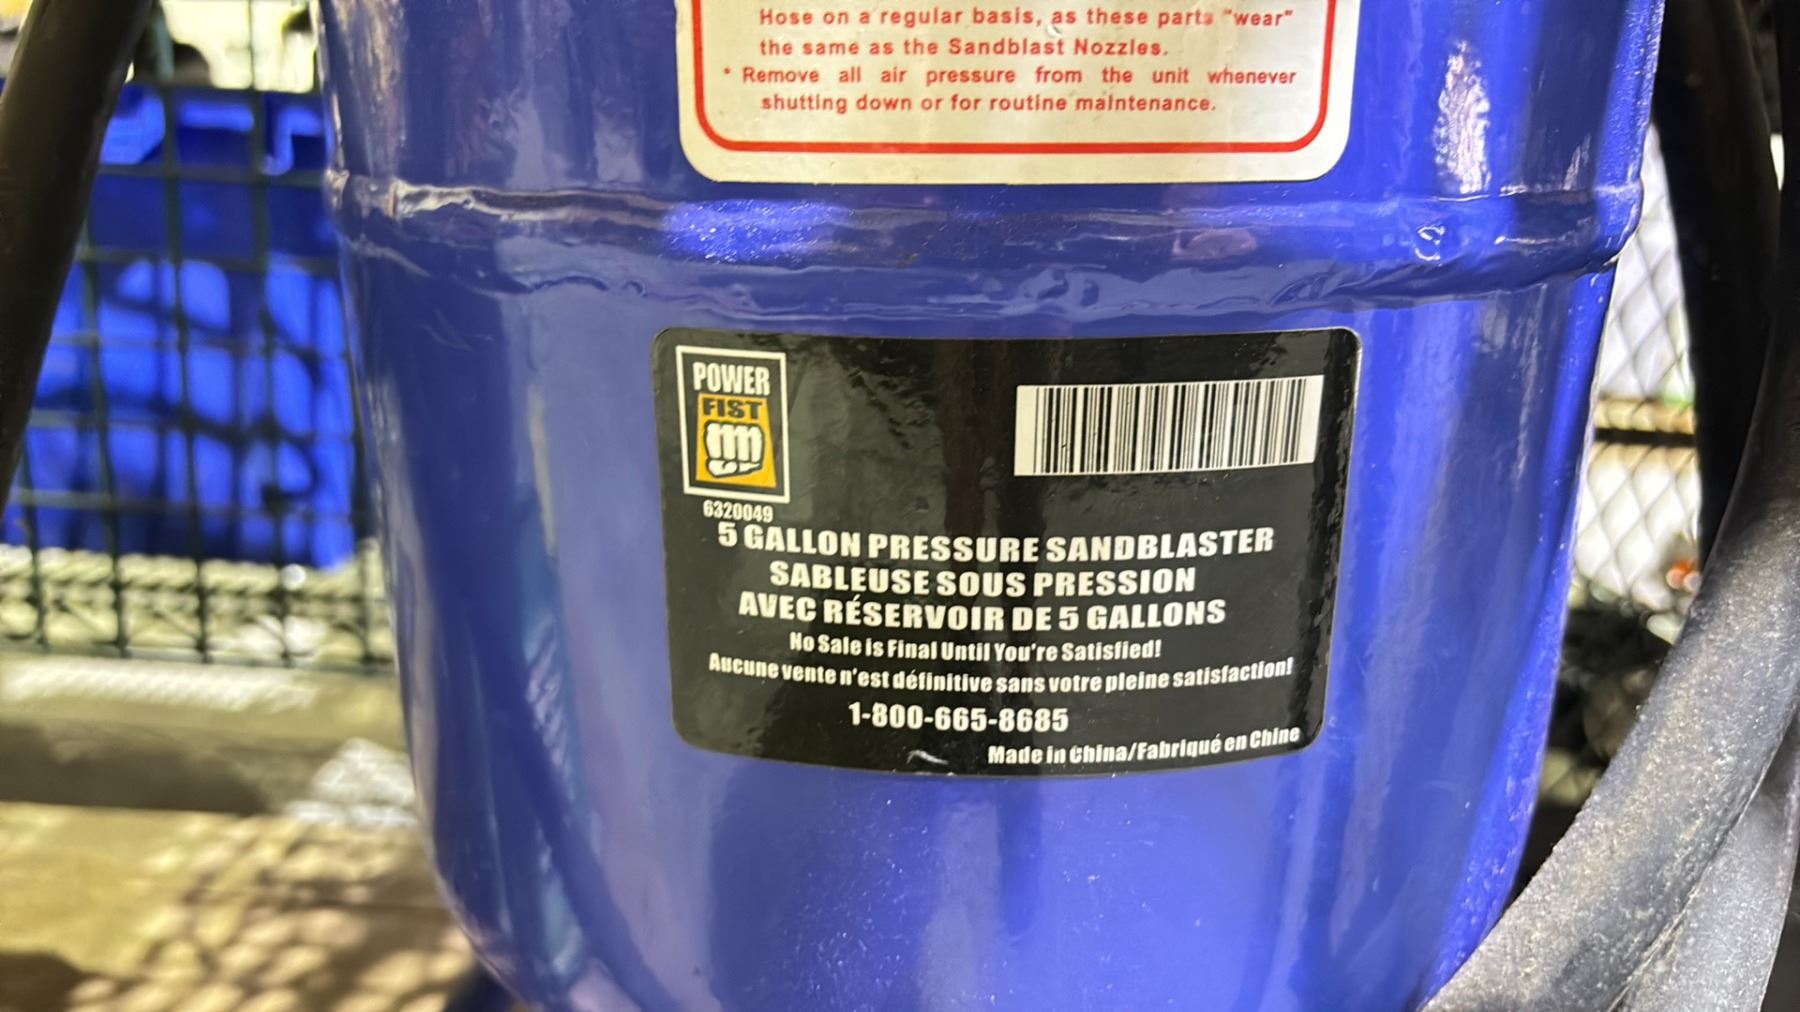 Hose on a regular basis, as these parts "wear"
the same as the Sandblast Nozzles.
* Remove all air pressure from the unit whenever
shutting down or for routine maintenance.
POWER
FIST
6320049
5 GALLON PRESSURE SANDBLASTER
SABLEUSE SOUS PRESSION
AVEC RÉSERVOIR DE 5 GALLONS
No Sale is Final Until You're Satisfied!
Aucune vente n'est définitive sans votre pleine satisfaction!
1-800-665-8685
Made in China/Fabriqué en Chine